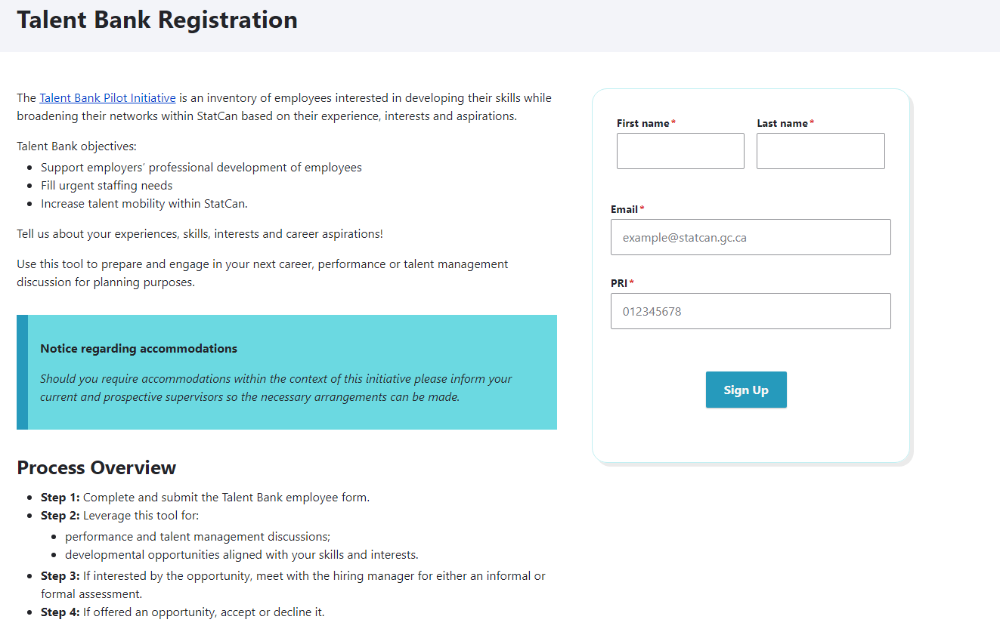 Talent Bank Registration
The Talent Bank Pilot Initiative is an inventory of employees interested in developing their skills while
broadening their networks within StatCan based on their experience, interests and aspirations.
Talent Bank objectives:
• Support employers’ professional development of employees
• Fill urgent staffing needs
• Increase talent mobility within StatCan.
Tell us about your experiences, skills, interests and career aspirations!
Use this tool to prepare and engage in your next career, performance or talent management
discussion for planning purposes.
Notice regarding accommodations
Should you require accommodations within the context of this initiative please inform your
current and prospective supervisors so the necessary arrangements can be made.
Process Overview
• Step 1: Complete and submit the Talent Bank employee form.
• Step 2: Leverage this tool for:
• performance and talent management discussions;
• developmental opportunities aligned with your skills and interests.
• Step 3: If interested by the opportunity, meet with the hiring manager for either an informal or
formal assessment.
• Step 4: If offered an opportunity, accept or decline it.
First name* Last name*
Email*
example@statcan.gc.ca
PRI*
012345678
Sign Up